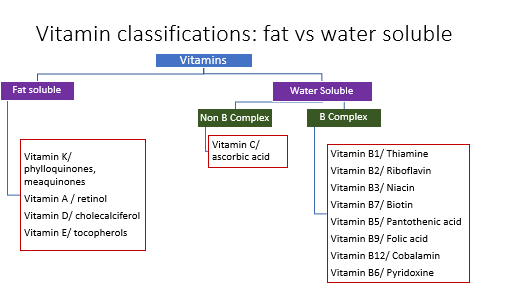 Vitamin classifications: fat vs water soluble
Vitamins
Fat soluble
Water Soluble
Non B Complex
B Complex
Vitamin K/
phylloquinones,
meaquinones
Vitamin A / retinol
Vitamin D/ cholecalciferol
Vitamin E/ tocopherols
Vitamin C/
ascorbic acid
Vitamin B1/ Thiamine
Vitamin B2/ Riboflavin
Vitamin B3/ Niacin
Vitamin B7/ Biotin
Vitamin B5/ Pantothenic acid
Vitamin B9/ Folic acid
Vitamin B12/ Cobalamin
Vitamin B6/ Pyridoxine